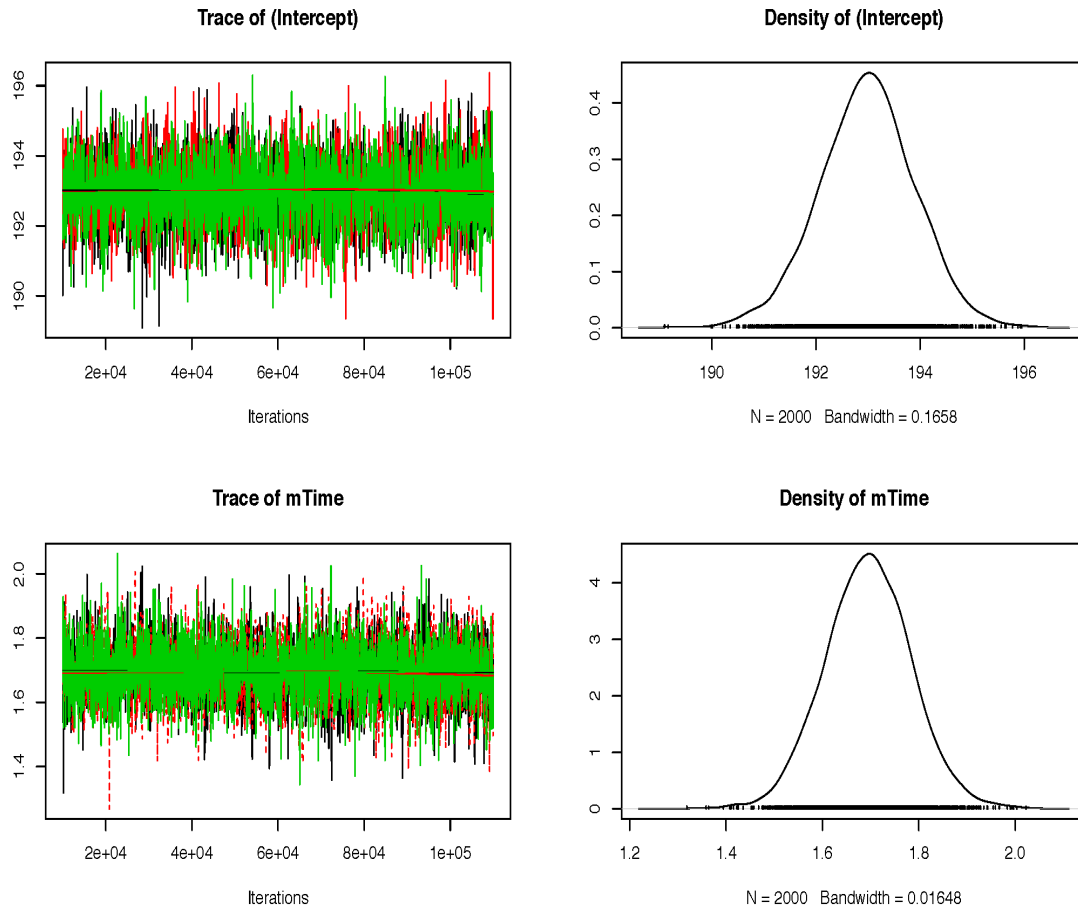 Trace of (Intercept)
196
194
192
190
2e+04 4e+04 6e+04 8e+04 1e+05
Iterations
Density of (Intercept)
0.4
0.3
0.2
0.1
0.0
190 192 194 196
N = 2000 Bandwidth = 0.1658
Trace of mTime
2.0
1.8
1.6
1.4
2e+04 4e+04 6e+04 8e+04 1e+05
Iterations
Density of mTime
4
3
2
1
0
1.2 1.4 1.6 1.8 2.0
N = 2000 Bandwidth = 0.01648